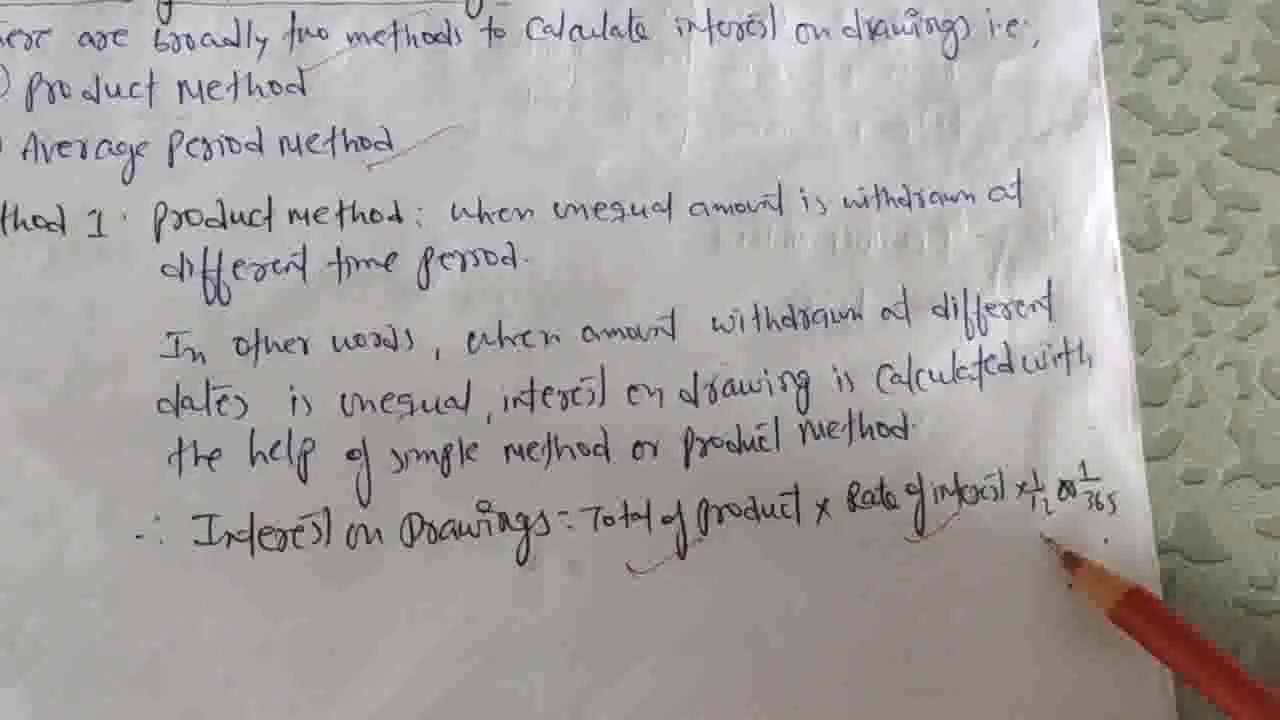 ere are broadly two methods to calculate interest on drawings i.e.,
) Product Method
Average Period Method
thod 1: Product method: when unequal amount is withdrawn at
different time period.
In other words, when amount withdrawn at different
dates is unequal, interest on drawing is calculated with
the help of simple method or product method.
∴ Interest on Drawings = Total of product × Rate of interest × 1/12 or 1/365